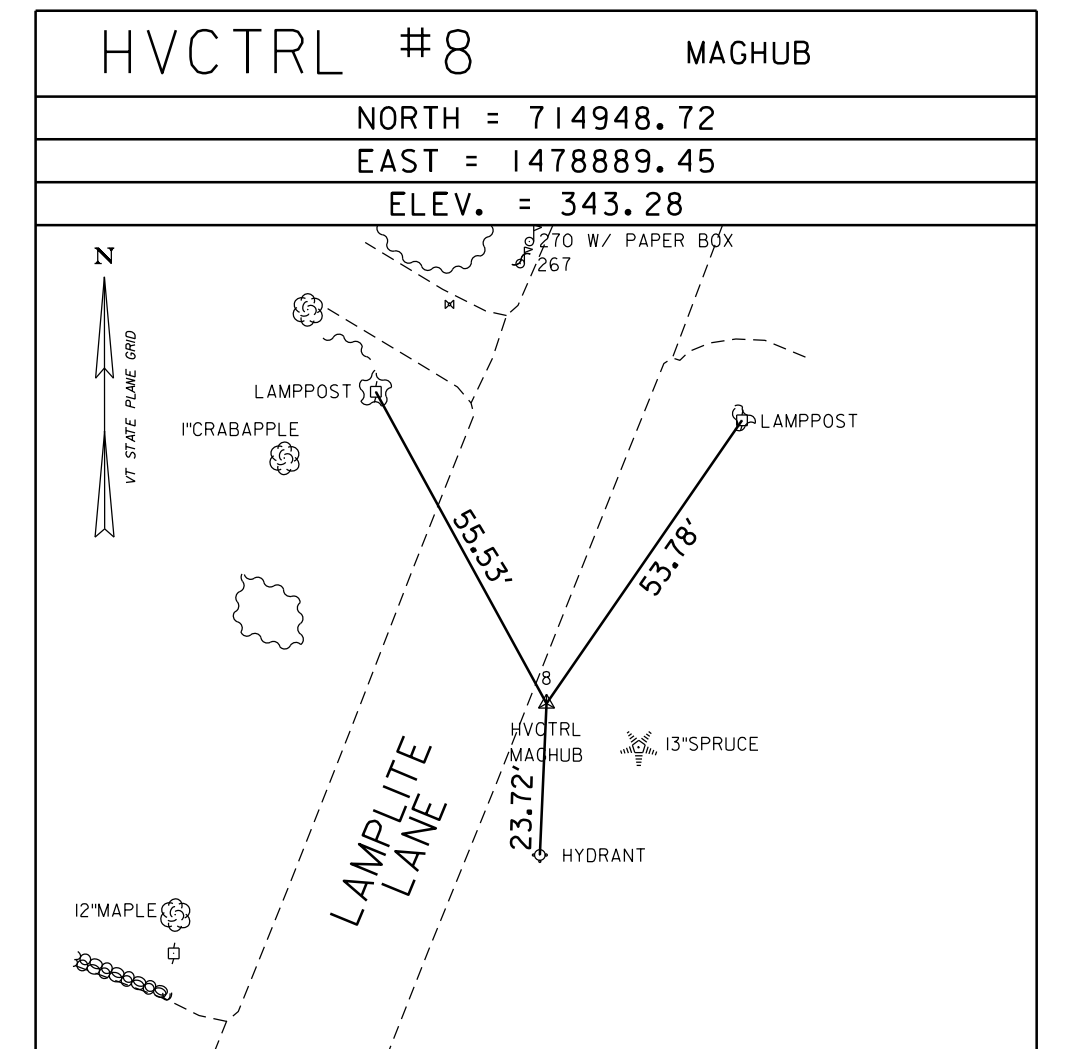 HVCTRL #8 MAGHUB
NORTH = 714948.72
EAST = 1478889.45
ELEV. = 343.28
N
VT STATE PLANE GRID
270 W/ PAPER BOX
267
LAMPPOST
LAMPPOST
1"CRABAPPLE
55.53'
53.78'
8
HVCTRL
MAGHUB
13"SPRUCE
23.72'
HYDRANT
LAMPLITE
LANE
12"MAPLE